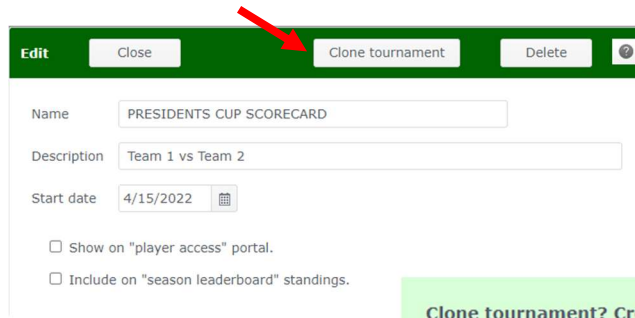 Edit Close Clone tournament Delete
Name PRESIDENTS CUP SCORECARD
Description Team 1 vs Team 2
Start date 4/15/2022
Show on "player access" portal.
Include on "season leaderboard" standings.
Clone tournament? Cr